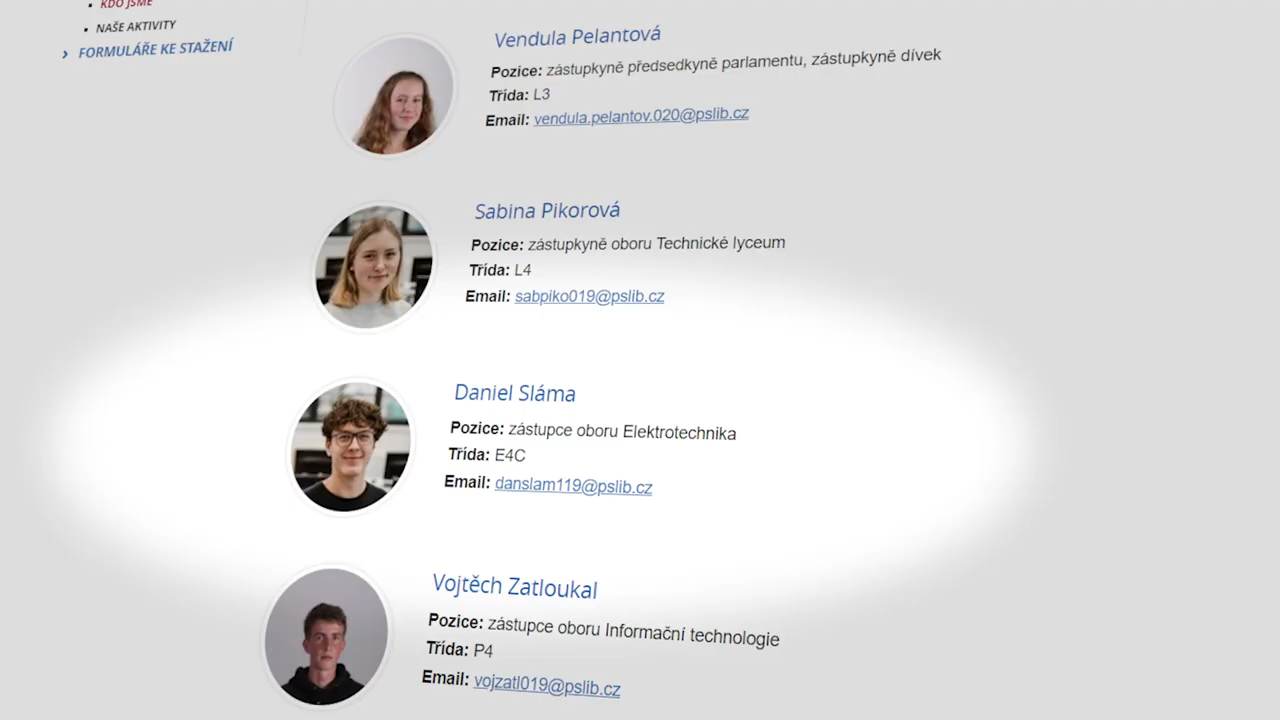 KDO JSME
NAŠE AKTIVITY
FORMULÁŘE KE STAŽENÍ
Vendula Pelantová
Pozice: zástupkyně předsedkyně parlamentu, zástupkyně dívek
Třída: L3
Email: vendula.pelantov.020@pslib.cz
Sabina Pikorová
Pozice: zástupkyně oboru Technické lyceum
Třída: L4
Email: sabpiko019@pslib.cz
Daniel Sláma
Pozice: zástupce oboru Elektrotechnika
Třída: E4C
Email: danslam119@pslib.cz
Vojtěch Zatloukal
Pozice: zástupce oboru Informační technologie
Třída: P4
Email: vojzatl019@pslib.cz